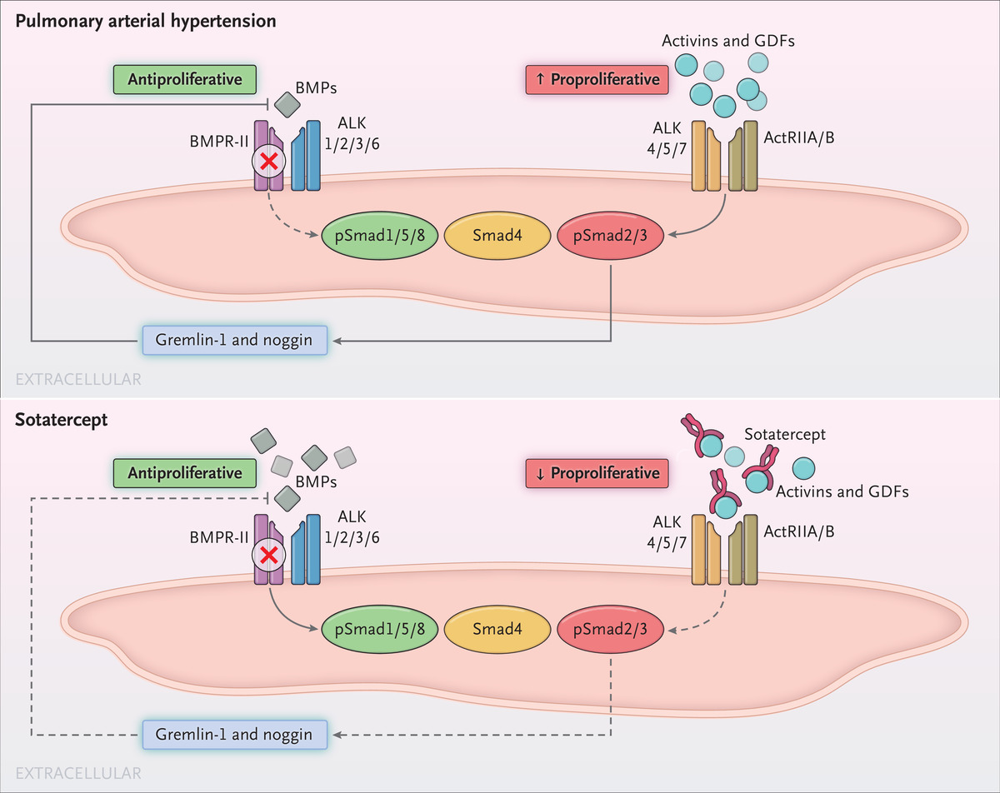 Pulmonary arterial hypertension
Activins and GDFs
Antiproliferative
↑ Proproliferative
BMPs
BMPR-II
ALK
1/2/3/6
ALK
4/5/7
ActRIIA/B
pSmad1/5/8
Smad4
pSmad2/3
Gremlin-1 and noggin
EXTRACELLULAR
Sotatercept
Sotatercept
Antiproliferative
↓ Proproliferative
BMPs
Activins and GDFs
BMPR-II
ALK
1/2/3/6
ALK
4/5/7
ActRIIA/B
pSmad1/5/8
Smad4
pSmad2/3
Gremlin-1 and noggin
EXTRACELLULAR